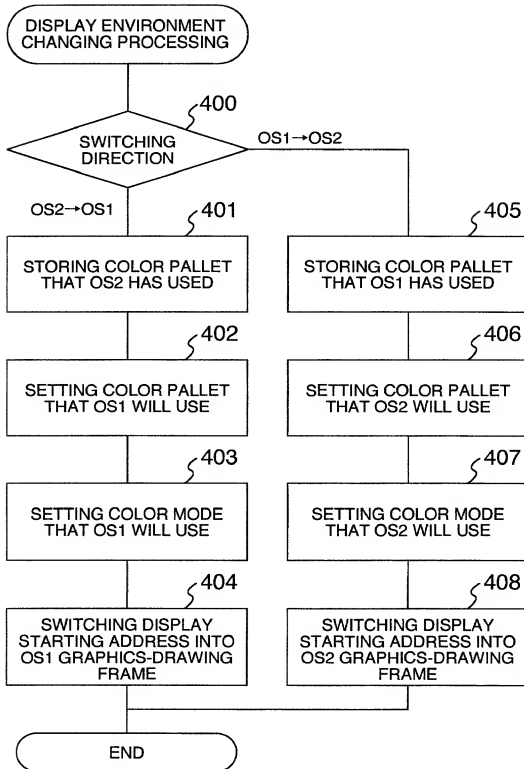 DISPLAY ENVIRONMENT
CHANGING PROCESSING
400
SWITCHING
DIRECTION
OS1→OS2
OS2→OS1
401
STORING COLOR PALLET
THAT OS2 HAS USED
402
SETTING COLOR PALLET
THAT OS1 WILL USE
403
SETTING COLOR MODE
THAT OS1 WILL USE
404
SWITCHING DISPLAY
STARTING ADDRESS INTO
OS1 GRAPHICS-DRAWING
FRAME
405
STORING COLOR PALLET
THAT OS1 HAS USED
406
SETTING COLOR PALLET
THAT OS2 WILL USE
407
SETTING COLOR MODE
THAT OS2 WILL USE
408
SWITCHING DISPLAY
STARTING ADDRESS INTO
OS2 GRAPHICS-DRAWING
FRAME
END